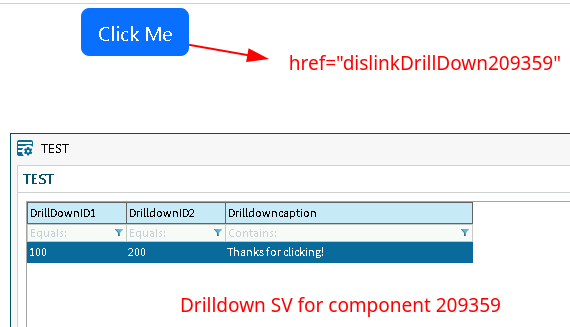 Click Me
href="dislinkDrillDown209359"
TEST
TEST
DrillDownID1 DrilldownID2 Drilldowncaption
Equals: Equals: Contains:
100 200 Thanks for clicking!
Drilldown SV for component 209359